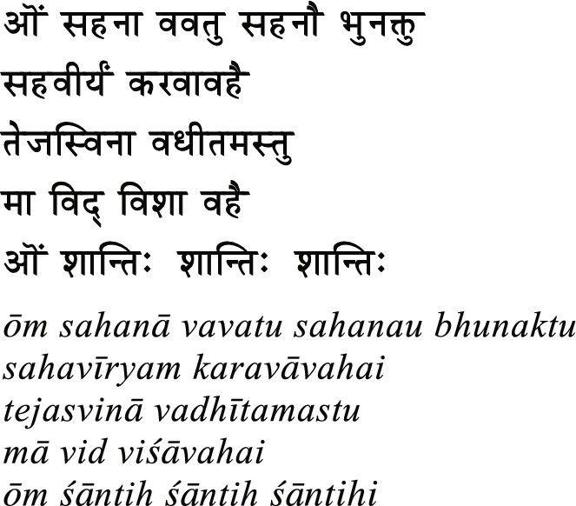 ओं सहना ववतु सहनौ भुनक्तु
सहवीर्यं करवावहै
तेजस्विना वधीतमस्तु
मा विद् विशा वहै
ओं शान्तिः शान्तिः शान्तिः
ōm sahanā vavatu sahanau bhunaktu
sahavīryam karavāvahai
tejasvinā vadhītamastu
mā vid viśāvahai
ōm śāntih śāntih śāntihi